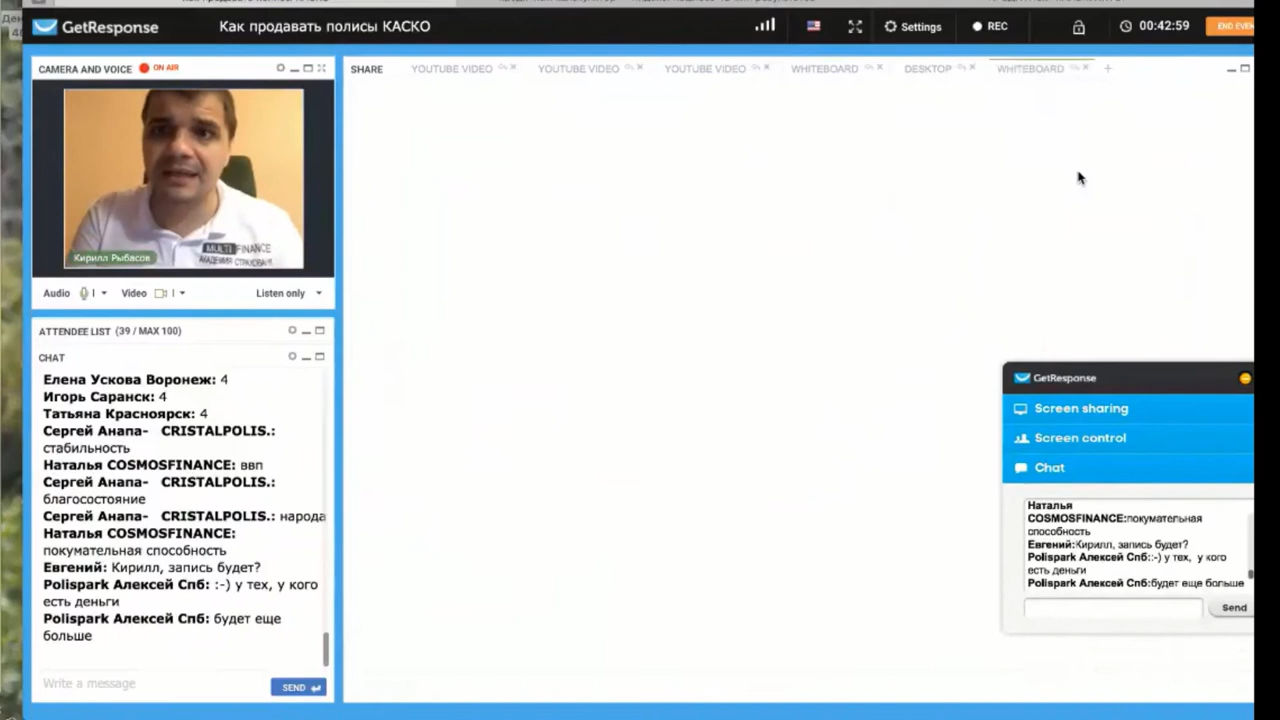 GetResponse
Как продавать полисы КАСКО
Settings
REC
00:42:59
CAMERA AND VOICE
ON AIR
SHARE
YOUTUBE VIDEO
YOUTUBE VIDEO
YOUTUBE VIDEO
WHITEBOARD
DESKTOP
WHITEBOARD
MULTI FINANCE
Кирилл Рыбасов
Audio
Video
Listen only
ATTENDEE LIST (39 / MAX 100)
CHAT
Елена Ускова Воронеж: 4
Игорь Саранск: 4
Татьяна Красноярск: 4
Сергей Анапа- CRISTALPOLIS.:
стабильность
Наталья COSMOSFINANCE: ввп
Сергей Анапа- CRISTALPOLIS.:
благосостояние
Сергей Анапа- CRISTALPOLIS.: народа
Наталья COSMOSFINANCE:
покумательная способность
Евгений: Кирилл, запись будет?
Polispark Алексей Спб: :-) у тех, у кого
есть деньги
Polispark Алексей Спб: будет еще
больше
Write a message
SEND
GetResponse
Screen sharing
Screen control
Chat
Наталья
COSMOSFINANCE:покумательная
способность
Евгений:Кирилл, запись будет?
Polispark Алексей Спб::-) у тех, у кого
есть деньги
Polispark Алексей Спб:будет еще больше
Send